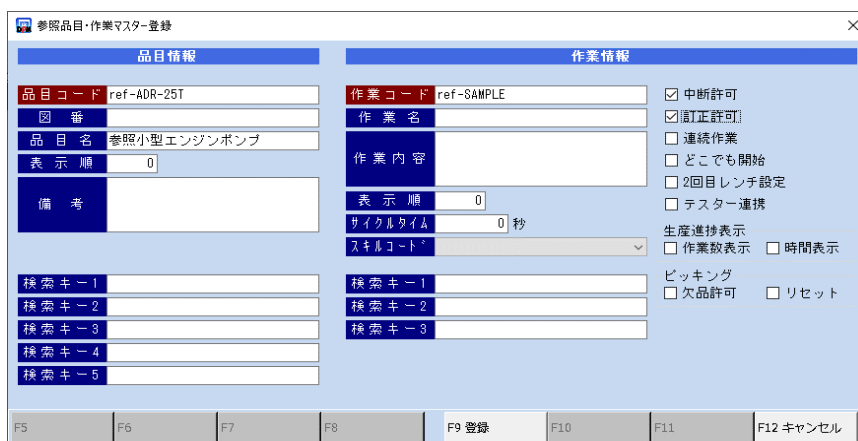 参照品目・作業マスター登録
品目情報
品目コード ref-ADR-25T
図番
品目名 参照小型エンジンポンプ
表示順 0
備考
検索キー1
検索キー2
検索キー3
検索キー4
検索キー5
作業情報
作業コード ref-SAMPLE
作業名
作業内容
表示順 0
サイクルタイム 0 秒
スキルコード
検索キー1
検索キー2
検索キー3
中断許可
訂正許可
連続作業
どこでも開始
2回目レンチ設定
テスター連携
生産進捗表示
作業数表示 時間表示
ピッキング
欠品許可 リセット
F5 F6 F7 F8 F9 登録 F10 F11 F12 キャンセル